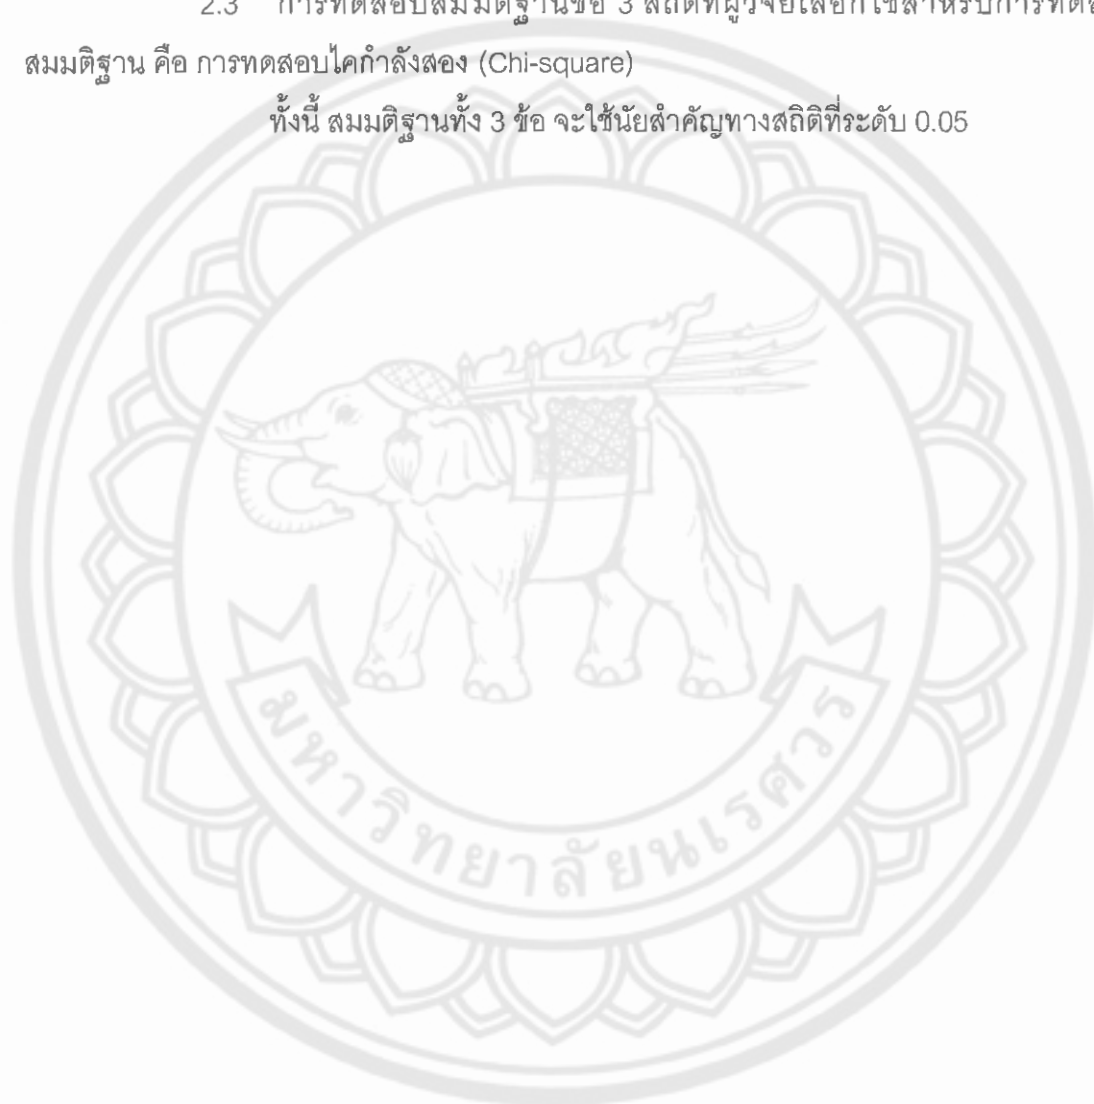 2.3 การทดสอบสมมติฐานข้อ 3 สถิติที่ผู้วิจัยเลือกใช้สำหรับการทดส
สมมติฐาน คือ การทดสอบไคกำลังสอง (Chi-square)
ทั้งนี้ สมมติฐานทั้ง 3 ข้อ จะใช้นัยสำคัญทางสถิติที่ระดับ 0.05
มหาวิทยาลัยนเรศวร